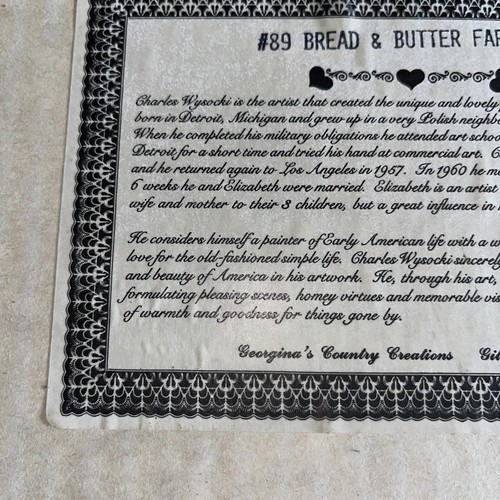 #89 BREAD & BUTTER FAR
Charles Wysocki is the artist that created the unique and lovely
born in Detroit, Michigan and grew up in a very Polish neighb
When he completed his military obligations he attended art schoo
Detroit for a short time and tried his hand at commercial art. C
and he returned again to Los Angeles in 1957. In 1960 he m
6 weeks he and Elizabeth were married. Elizabeth is an artist
wife and mother to their 3 children, but a great influence in h
He considers himself a painter of Early American life with a w
love for the old-fashioned simple life. Charles Wysocki sincerel
and beauty of America in his artwork. He, through his art,
formulating pleasing scenes, homey virtues and memorable vis
of warmth and goodness for things gone by.
Georgina's Country Creations Gil